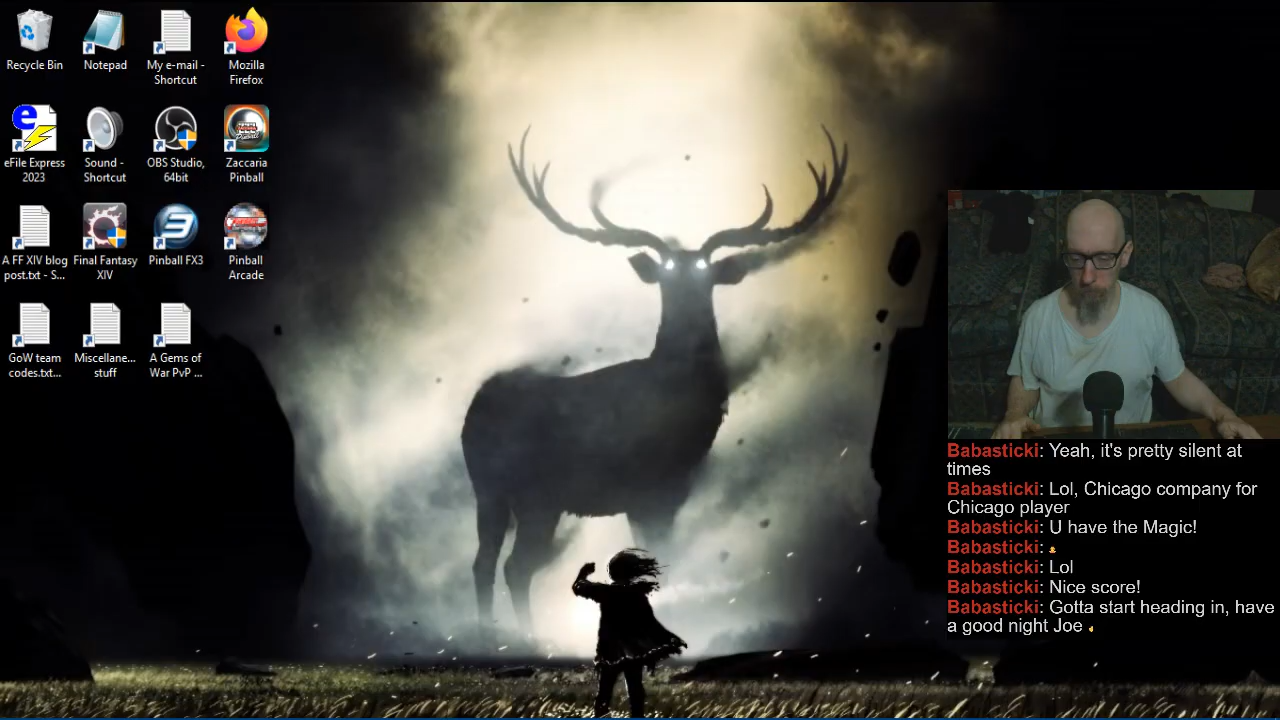 Recycle Bin
Notepad
My e-mail -
Shortcut
Mozilla
Firefox
eFile Express
2023
Sound -
Shortcut
OBS Studio,
64bit
Zaccaria
Pinball
A FF XIV blog
post.txt - S...
Final Fantasy
XIV
Pinball FX3
Pinball
Arcade
GoW team
codes.txt...
Miscellane...
stuff
A Gems of
War PvP ...
Babasticki: Yeah, it's pretty silent at
times
Babasticki: Lol, Chicago company for
Chicago player
Babasticki: U have the Magic!
Babasticki:
Babasticki: Lol
Babasticki: Nice score!
Babasticki: Gotta start heading in, have
a good night Joe